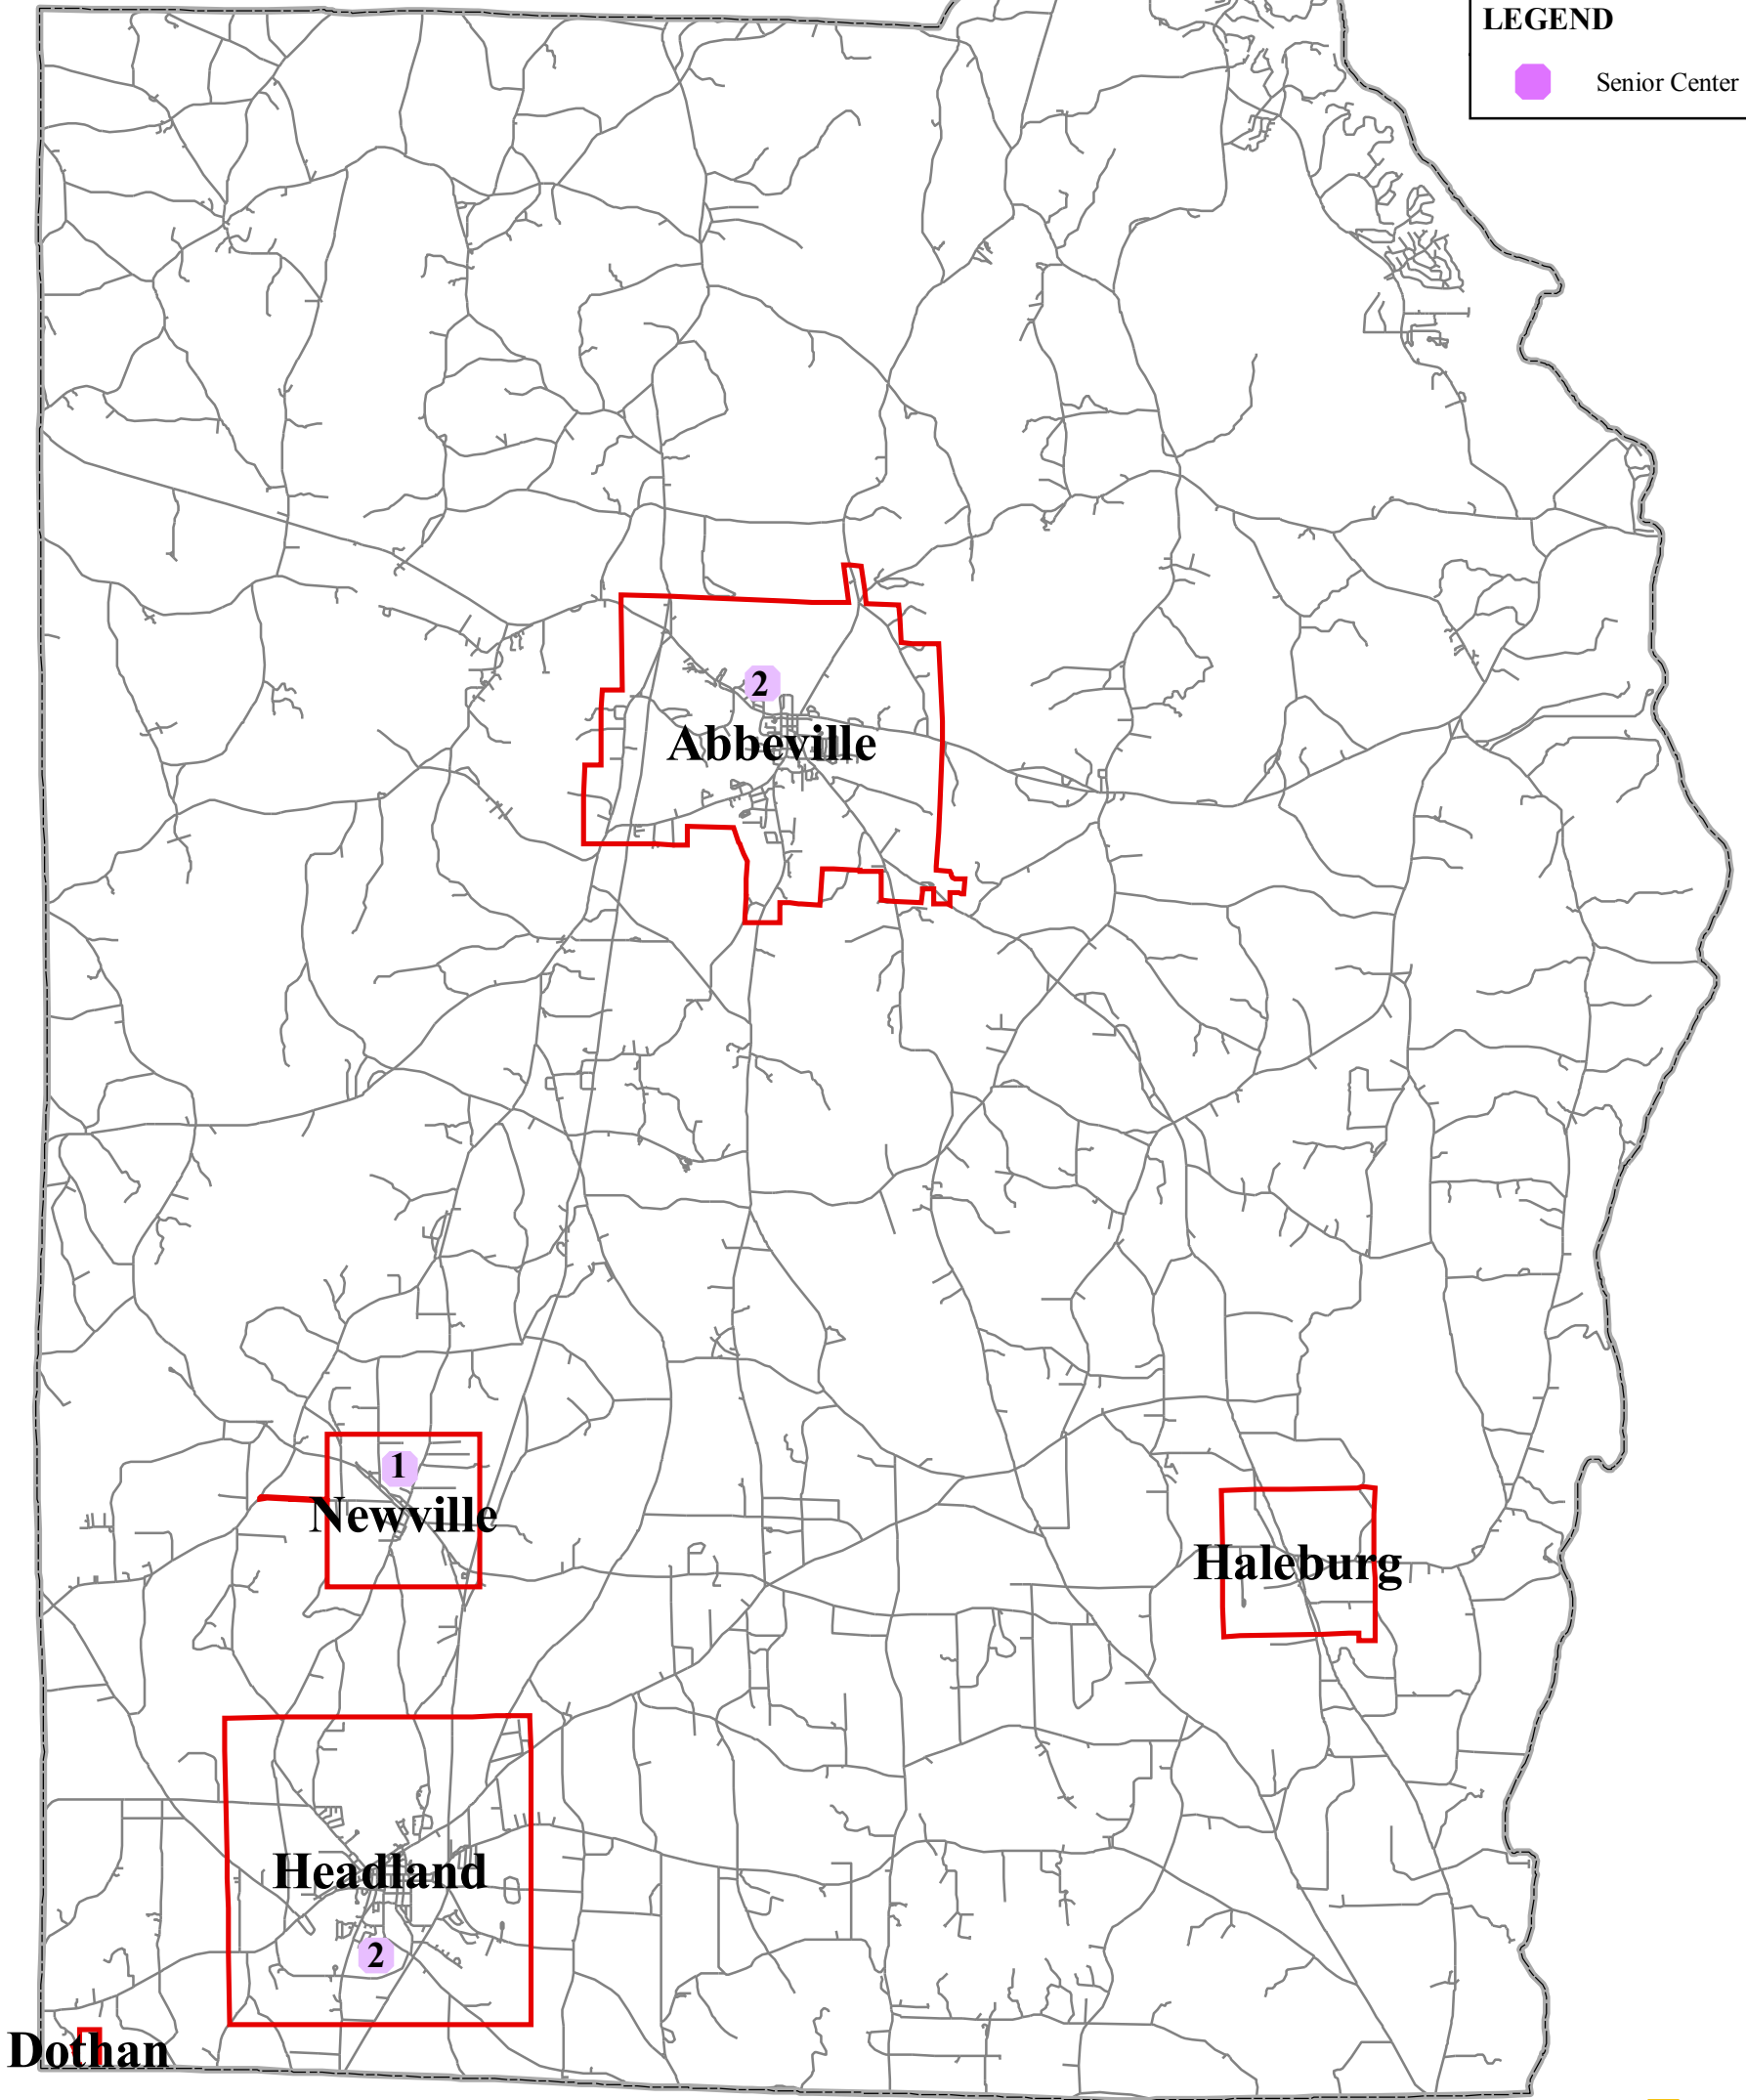 LEGEND
Senior Center
2
Abbeville
1
Newville
Haleburg
Headland
2
Dothan